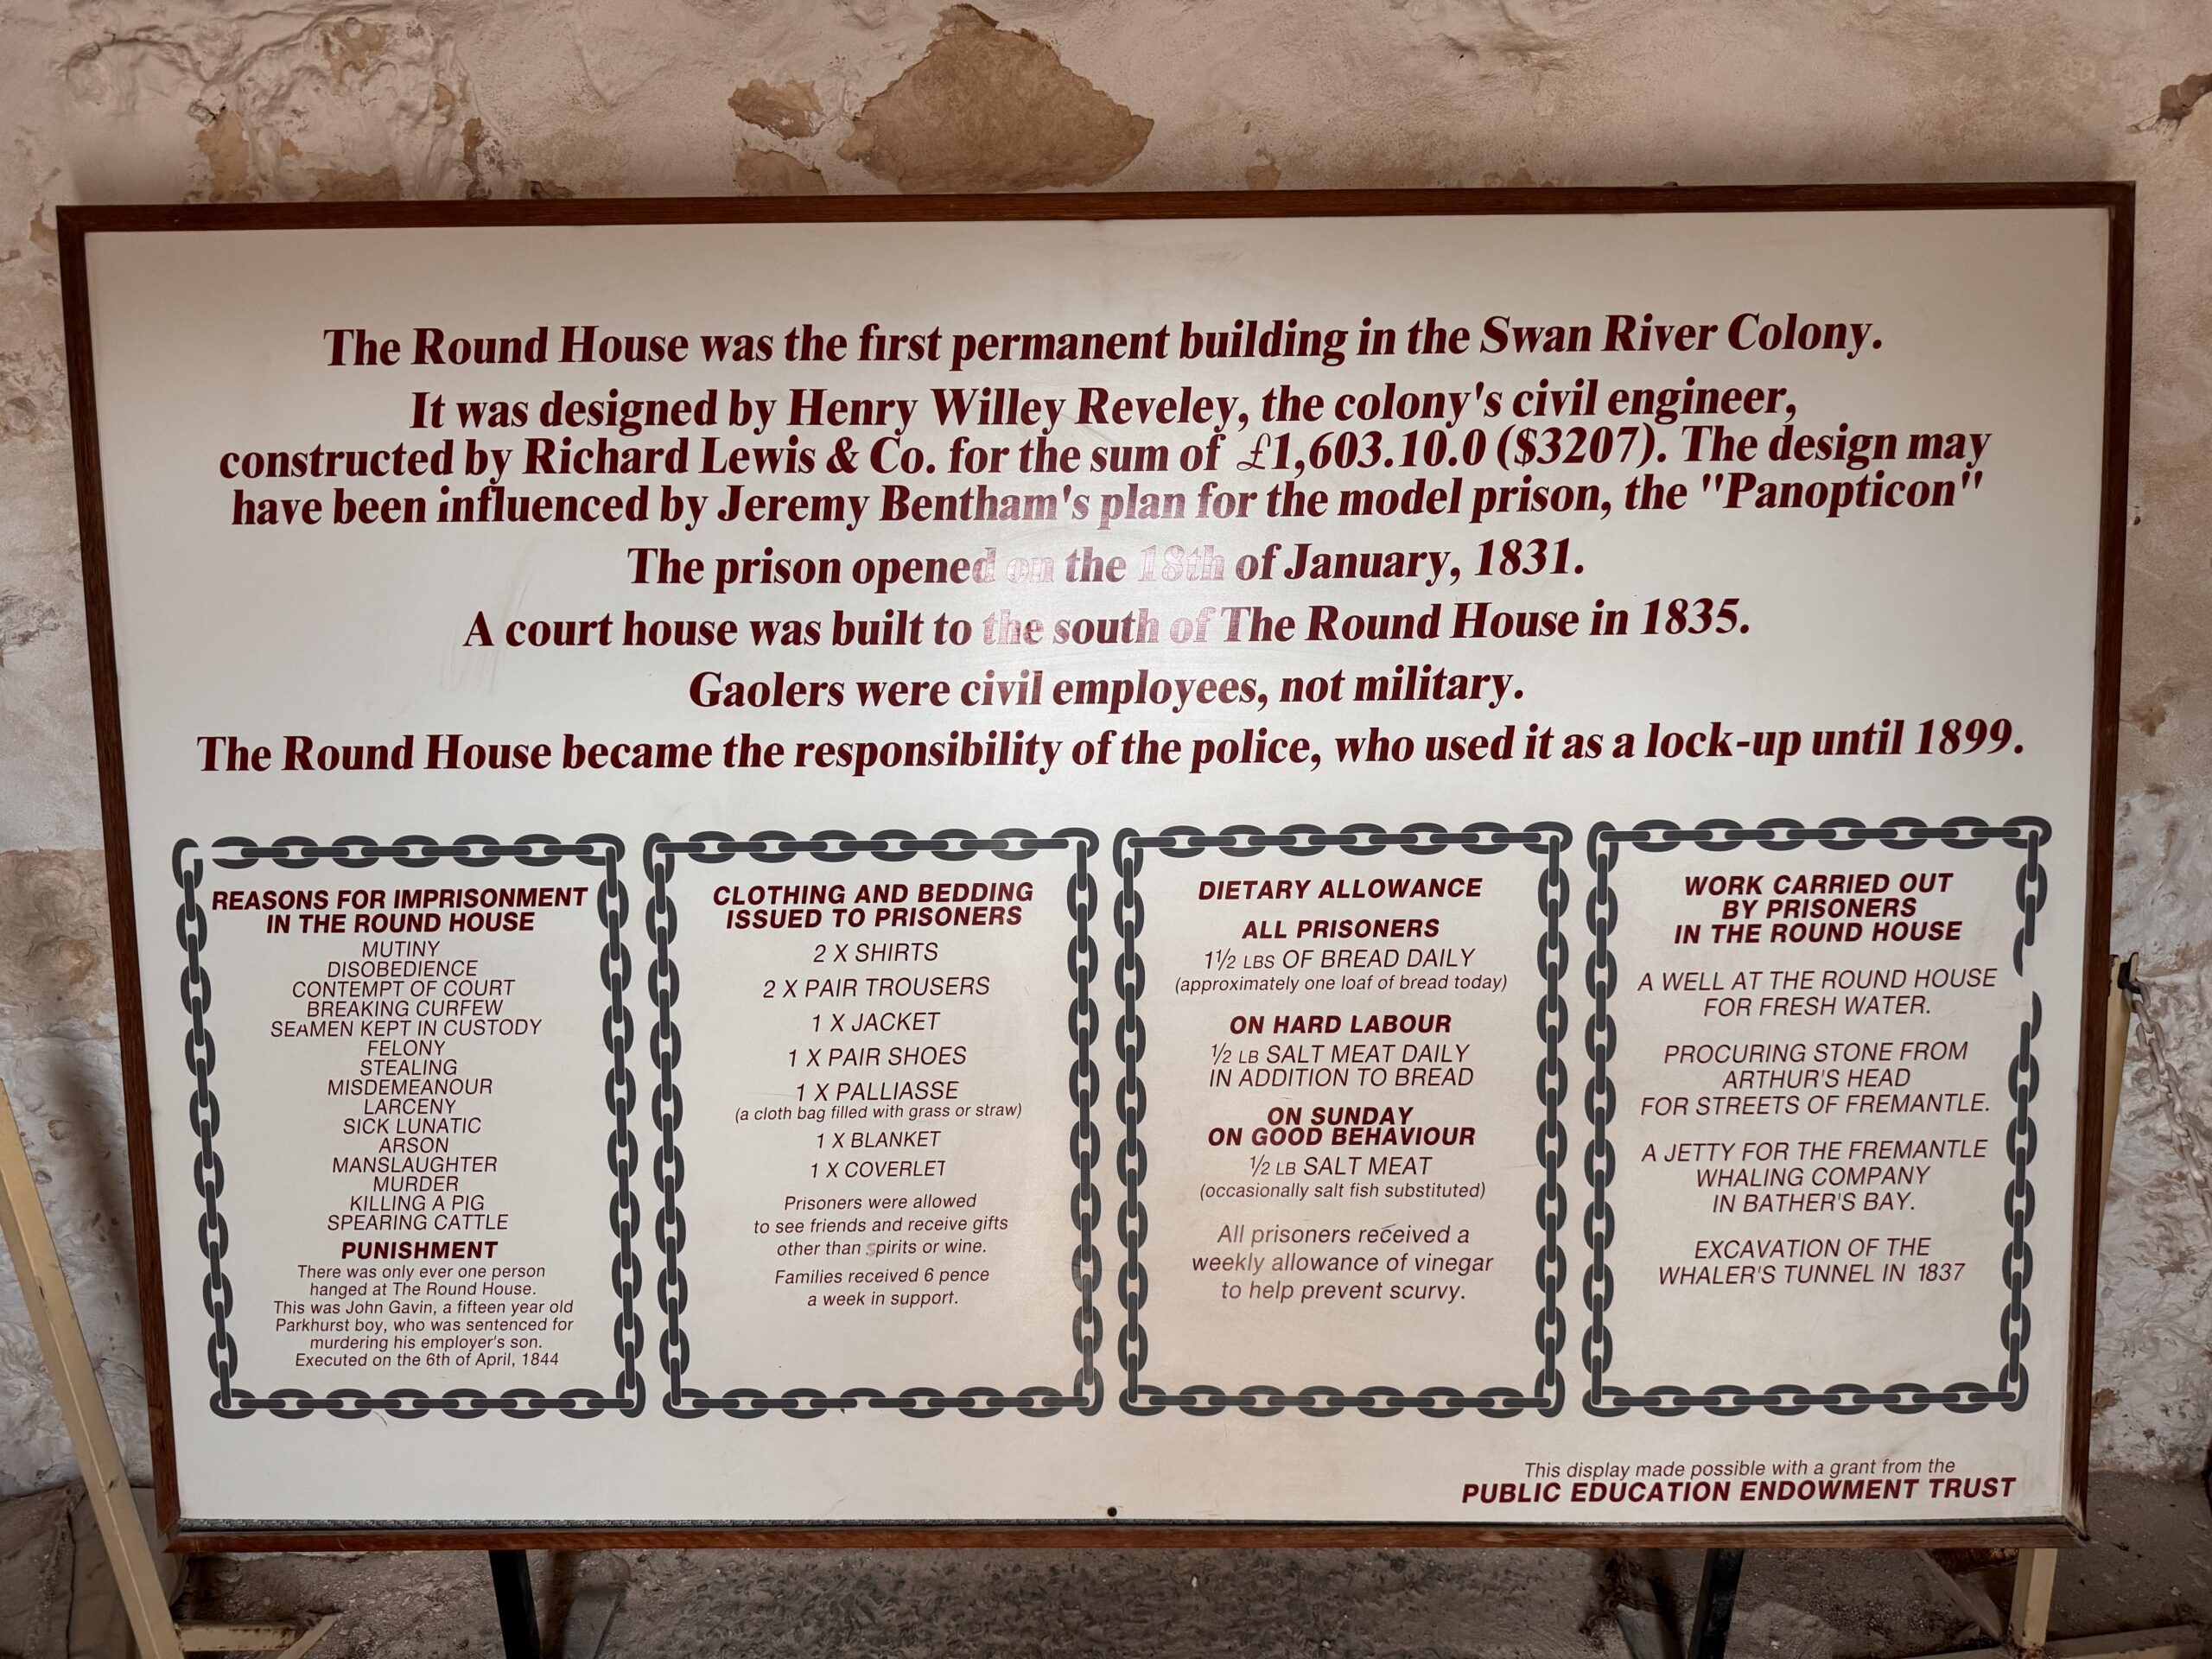 The Round House was the first permanent building in the Swan River Colony.
It was designed by Henry Willey Reveley, the colony's civil engineer,
constructed by Richard Lewis & Co. for the sum of £1,603.10.0 ($3207). The design may
have been influenced by Jeremy Bentham's plan for the model prison, the "Panopticon"
The prison opened on the 18th of January, 1831.
A court house was built to the south of The Round House in 1835.
Gaolers were civil employees, not military.
The Round House became the responsibility of the police, who used it as a lock-up until 1899.
REASONS FOR IMPRISONMENT
IN THE ROUND HOUSE
MUTINY
DISOBEDIENCE
CONTEMPT OF COURT
BREAKING CURFEW
SEAMEN KEPT IN CUSTODY
FELONY
STEALING
MISDEMEANOUR
LARCENY
SICK LUNATIC
ARSON
MANSLAUGHTER
MURDER
KILLING A PIG
SPEARING CATTLE
PUNISHMENT
There was only ever one person
hanged at The Round House.
This was John Gavin, a fifteen year old
Parkhurst boy, who was sentenced for
murdering his employer's son.
Executed on the 6th of April, 1844
CLOTHING AND BEDDING
ISSUED TO PRISONERS
2 X SHIRTS
2 X PAIR TROUSERS
1 X JACKET
1 X PAIR SHOES
1 X PALLIASSE
(a cloth bag filled with grass or straw)
1 X BLANKET
1 X COVERLET
Prisoners were allowed
to see friends and receive gifts
other than spirits or wine.
Families received 6 pence
a week in support.
DIETARY ALLOWANCE
ALL PRISONERS
1½ LBS OF BREAD DAILY
(approximately one loaf of bread today)
ON HARD LABOUR
½ LB SALT MEAT DAILY
IN ADDITION TO BREAD
ON SUNDAY
ON GOOD BEHAVIOUR
½ LB SALT MEAT
(occasionally salt fish substituted)
All prisoners received a
weekly allowance of vinegar
to help prevent scurvy.
WORK CARRIED OUT
BY PRISONERS
IN THE ROUND HOUSE
A WELL AT THE ROUND HOUSE
FOR FRESH WATER.
PROCURING STONE FROM
ARTHUR'S HEAD
FOR STREETS OF FREMANTLE.
A JETTY FOR THE FREMANTLE
WHALING COMPANY
IN BATHER'S BAY.
EXCAVATION OF THE
WHALER'S TUNNEL IN 1837
This display made possible with a grant from the
PUBLIC EDUCATION ENDOWMENT TRUST